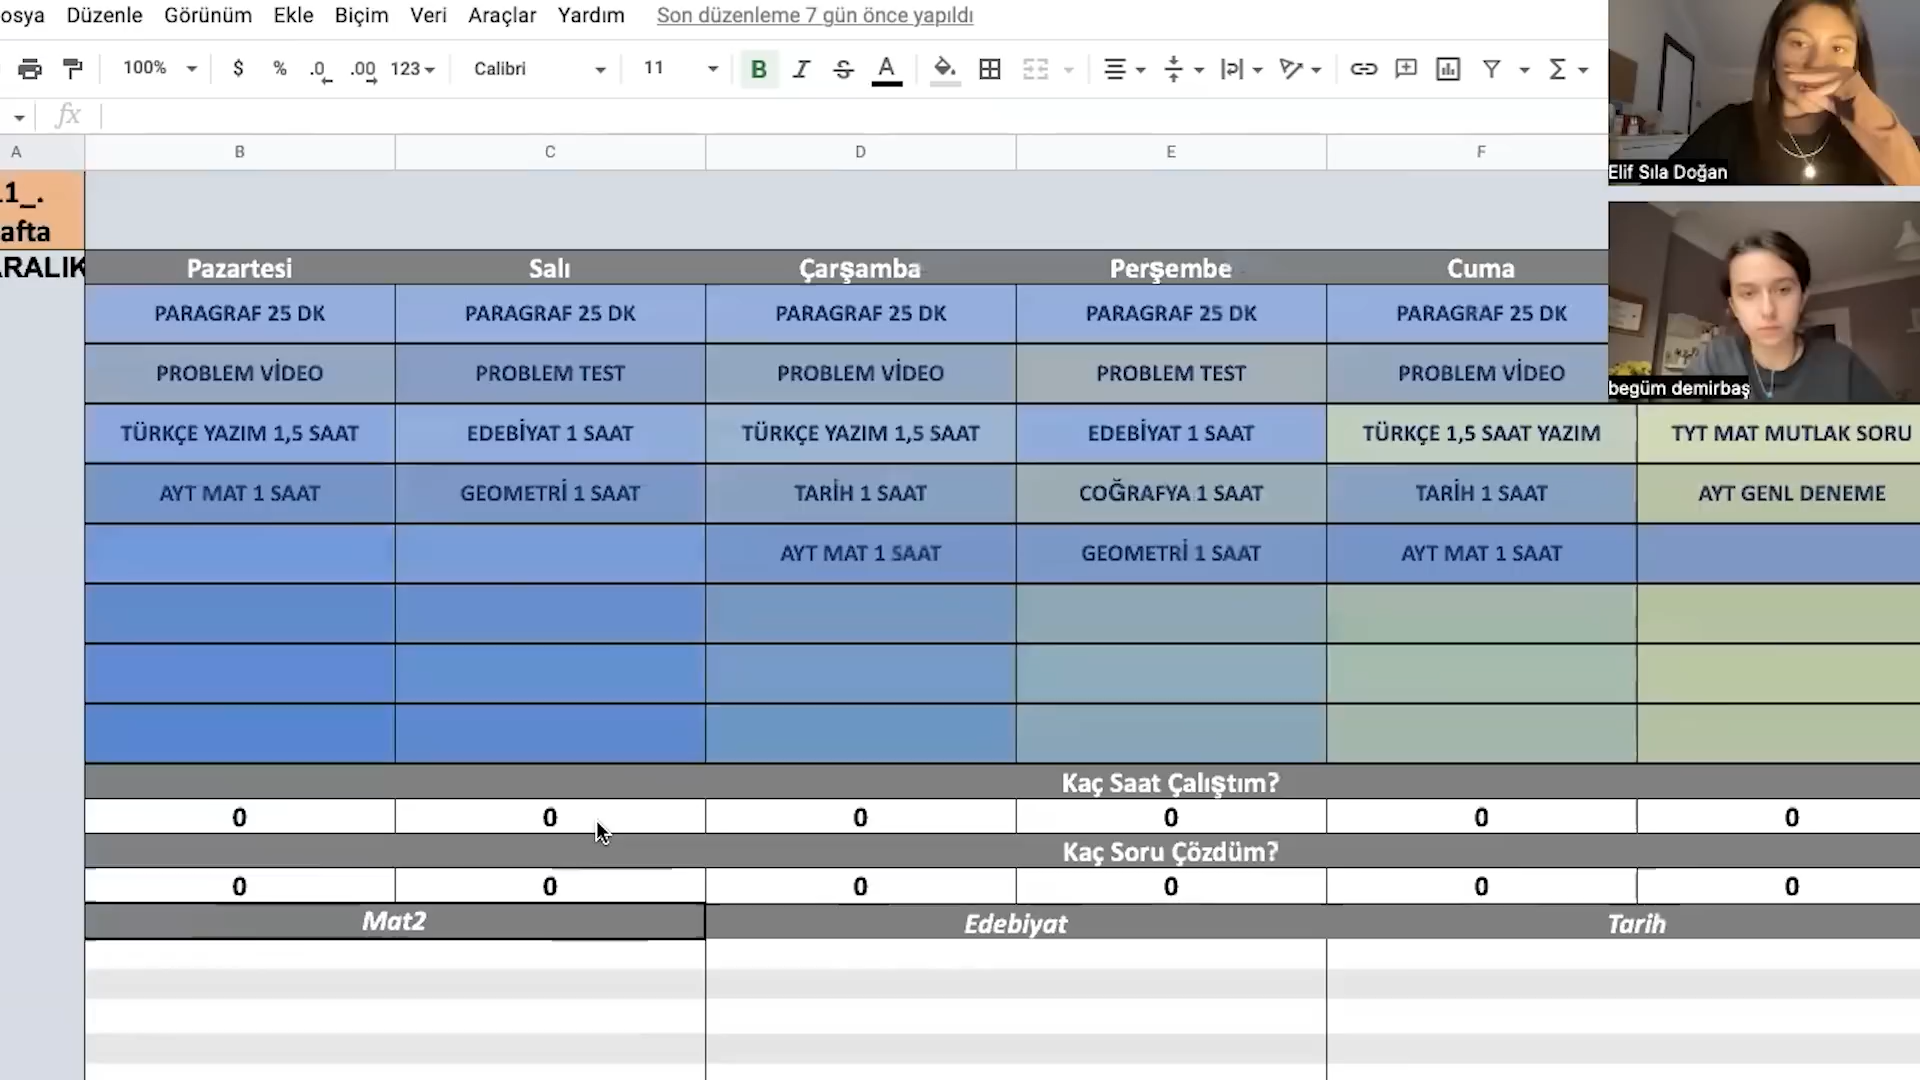 osya Düzenle Görünüm Ekle Biçim Veri Araçlar Yardım Son düzenleme 7 gün önce yapıldı
100% $ % .0 .00 123 Calibri 11 B I S A Σ
fx
A B C D E F
11_.
afta
ARALIK
Pazartesi Salı Çarşamba Perşembe Cuma
PARAGRAF 25 DK PARAGRAF 25 DK PARAGRAF 25 DK PARAGRAF 25 DK PARAGRAF 25 DK
PROBLEM VİDEO PROBLEM TEST PROBLEM VİDEO PROBLEM TEST PROBLEM VİDEO
TÜRKÇE YAZIM 1,5 SAAT EDEBİYAT 1 SAAT TÜRKÇE YAZIM 1,5 SAAT EDEBİYAT 1 SAAT TÜRKÇE 1,5 SAAT YAZIM TYT MAT MUTLAK SORU
AYT MAT 1 SAAT GEOMETRİ 1 SAAT TARİH 1 SAAT COĞRAFYA 1 SAAT TARİH 1 SAAT AYT GENL DENEME
AYT MAT 1 SAAT GEOMETRİ 1 SAAT AYT MAT 1 SAAT
Kaç Saat Çalıştım?
0 0 0 0 0 0
Kaç Soru Çözdüm?
0 0 0 0 0 0
Mat2 Edebiyat Tarih
Elif Sıla Doğan
begüm demirbaş